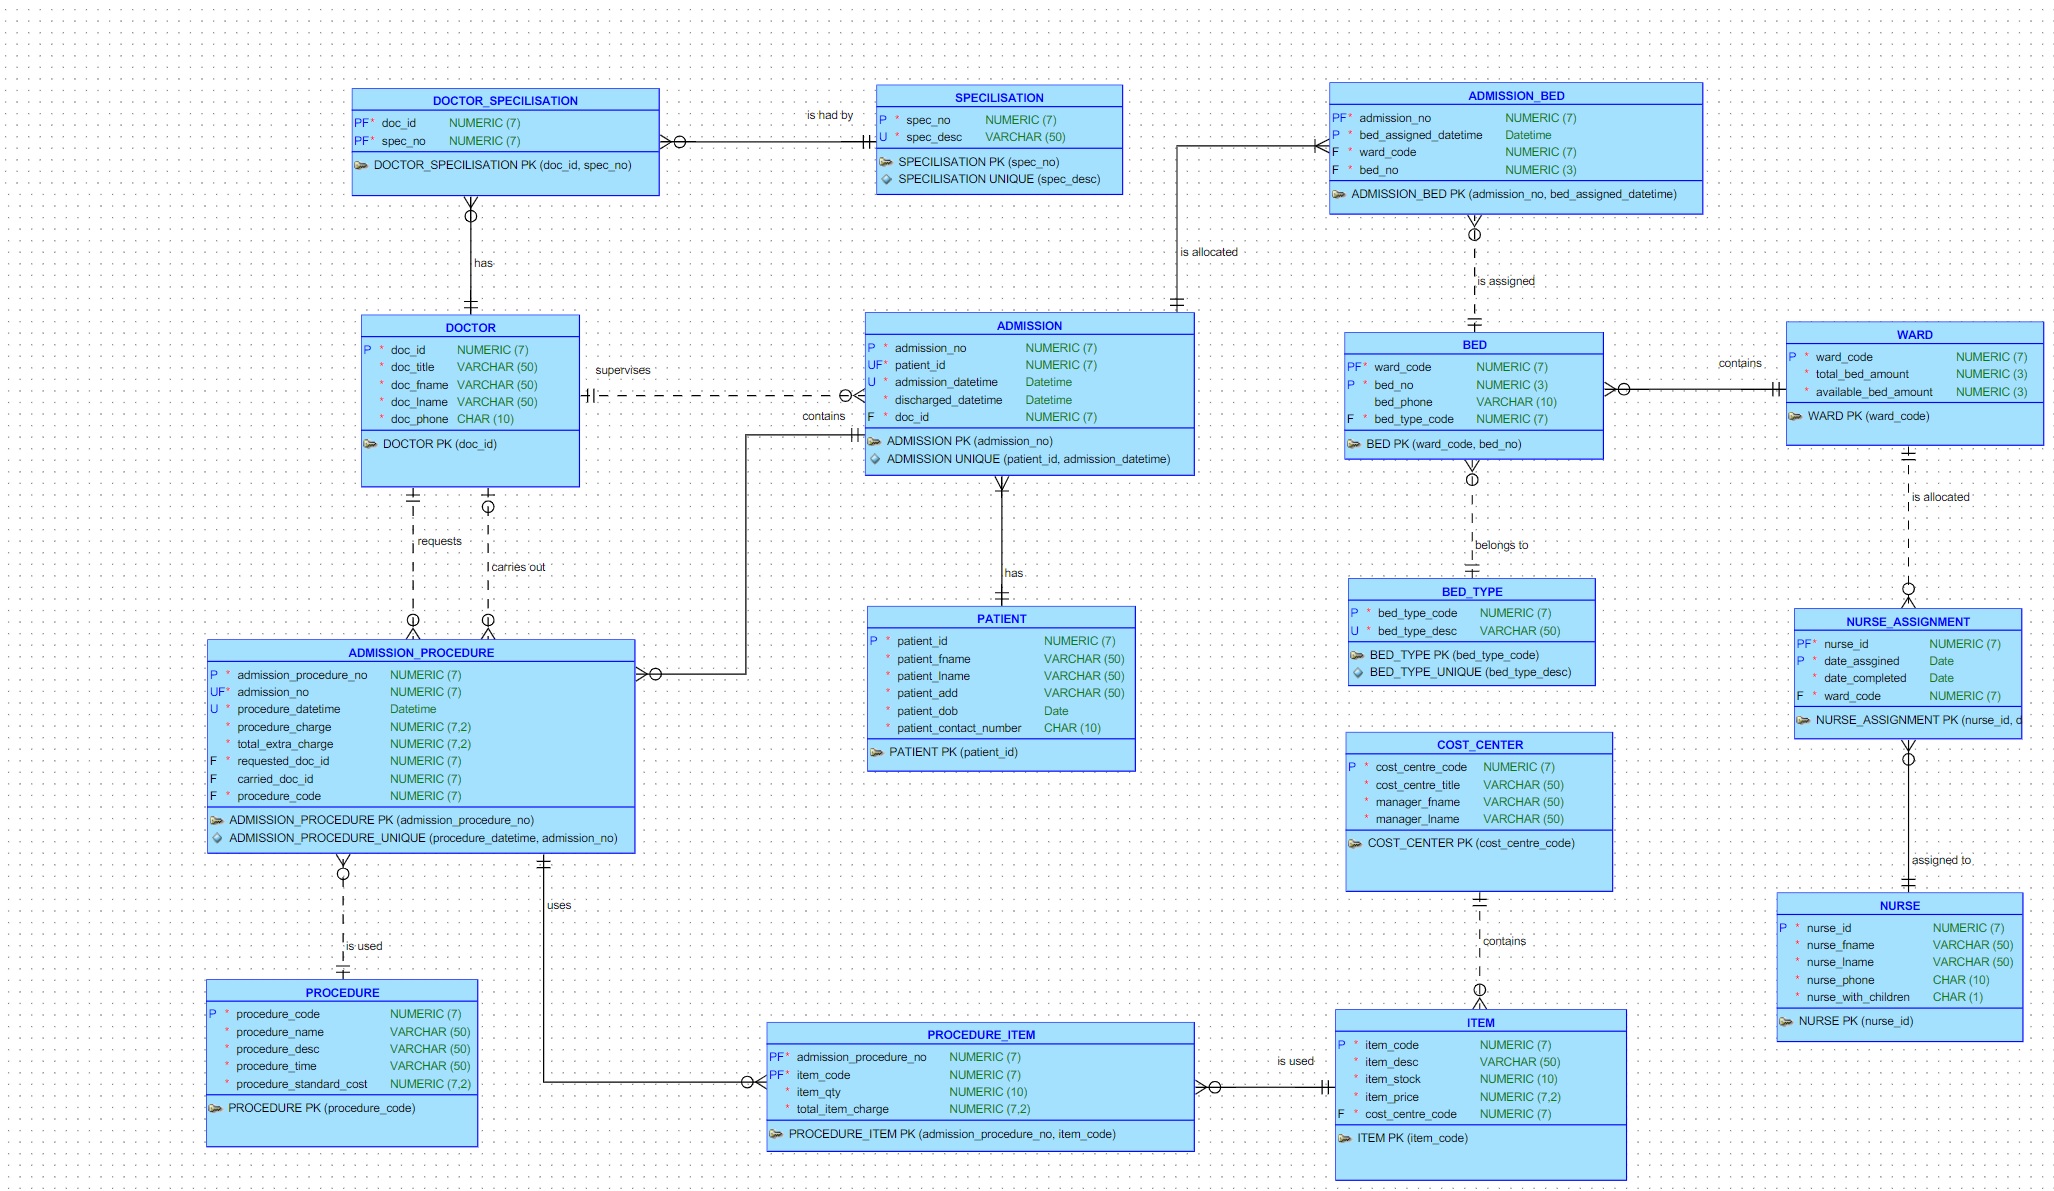 DOCTOR_SPECILISATION
PF* doc_id NUMERIC (7)
PF* spec_no NUMERIC (7)
DOCTOR_SPECILISATION PK (doc_id, spec_no)
is had by
SPECILISATION
P * spec_no NUMERIC (7)
U * spec_desc VARCHAR (50)
SPECILISATION PK (spec_no)
SPECILISATION UNIQUE (spec_desc)
ADMISSION_BED
PF* admission_no NUMERIC (7)
P * bed_assigned_datetime Datetime
F * ward_code NUMERIC (7)
F * bed_no NUMERIC (3)
ADMISSION_BED PK (admission_no, bed_assigned_datetime)
has
is allocated
is assigned
DOCTOR
P * doc_id NUMERIC (7)
* doc_title VARCHAR (50)
* doc_fname VARCHAR (50)
* doc_lname VARCHAR (50)
* doc_phone CHAR (10)
DOCTOR PK (doc_id)
supervises
contains
ADMISSION
P * admission_no NUMERIC (7)
UF* patient_id NUMERIC (7)
U * admission_datetime Datetime
* discharged_datetime Datetime
F * doc_id NUMERIC (7)
ADMISSION PK (admission_no)
ADMISSION UNIQUE (patient_id, admission_datetime)
BED
PF* ward_code NUMERIC (7)
P * bed_no NUMERIC (3)
bed_phone VARCHAR (10)
F * bed_type_code NUMERIC (7)
BED PK (ward_code, bed_no)
contains
WARD
P * ward_code NUMERIC (7)
* total_bed_amount NUMERIC (3)
* available_bed_amount NUMERIC (3)
WARD PK (ward_code)
requests
carries out
has
belongs to
is allocated
ADMISSION_PROCEDURE
P * admission_procedure_no NUMERIC (7)
UF* admission_no NUMERIC (7)
U * procedure_datetime Datetime
* procedure_charge NUMERIC (7,2)
* total_extra_charge NUMERIC (7,2)
F * requested_doc_id NUMERIC (7)
F carried_doc_id NUMERIC (7)
F * procedure_code NUMERIC (7)
ADMISSION_PROCEDURE PK (admission_procedure_no)
ADMISSION_PROCEDURE_UNIQUE (procedure_datetime, admission_no)
PATIENT
P * patient_id NUMERIC (7)
* patient_fname VARCHAR (50)
* patient_lname VARCHAR (50)
* patient_add VARCHAR (50)
* patient_dob Date
* patient_contact_number CHAR (10)
PATIENT PK (patient_id)
BED_TYPE
P * bed_type_code NUMERIC (7)
U * bed_type_desc VARCHAR (50)
BED_TYPE PK (bed_type_code)
BED_TYPE_UNIQUE (bed_type_desc)
NURSE_ASSIGNMENT
PF* nurse_id NUMERIC (7)
P * date_assgined Date
* date_completed Date
F * ward_code NUMERIC (7)
NURSE_ASSIGNMENT PK (nurse_id, d
COST_CENTER
P * cost_centre_code NUMERIC (7)
* cost_centre_title VARCHAR (50)
* manager_fname VARCHAR (50)
* manager_lname VARCHAR (50)
COST_CENTER PK (cost_centre_code)
assigned to
is used
uses
contains
NURSE
P * nurse_id NUMERIC (7)
* nurse_fname VARCHAR (50)
* nurse_lname VARCHAR (50)
* nurse_phone CHAR (10)
* nurse_with_children CHAR (1)
NURSE PK (nurse_id)
PROCEDURE
P * procedure_code NUMERIC (7)
* procedure_name VARCHAR (50)
* procedure_desc VARCHAR (50)
* procedure_time VARCHAR (50)
* procedure_standard_cost NUMERIC (7,2)
PROCEDURE PK (procedure_code)
PROCEDURE_ITEM
PF* admission_procedure_no NUMERIC (7)
PF* item_code NUMERIC (7)
* item_qty NUMERIC (10)
* total_item_charge NUMERIC (7,2)
PROCEDURE_ITEM PK (admission_procedure_no, item_code)
is used
ITEM
P * item_code NUMERIC (7)
* item_desc VARCHAR (50)
* item_stock NUMERIC (10)
* item_price NUMERIC (7,2)
F * cost_centre_code NUMERIC (7)
ITEM PK (item_code)